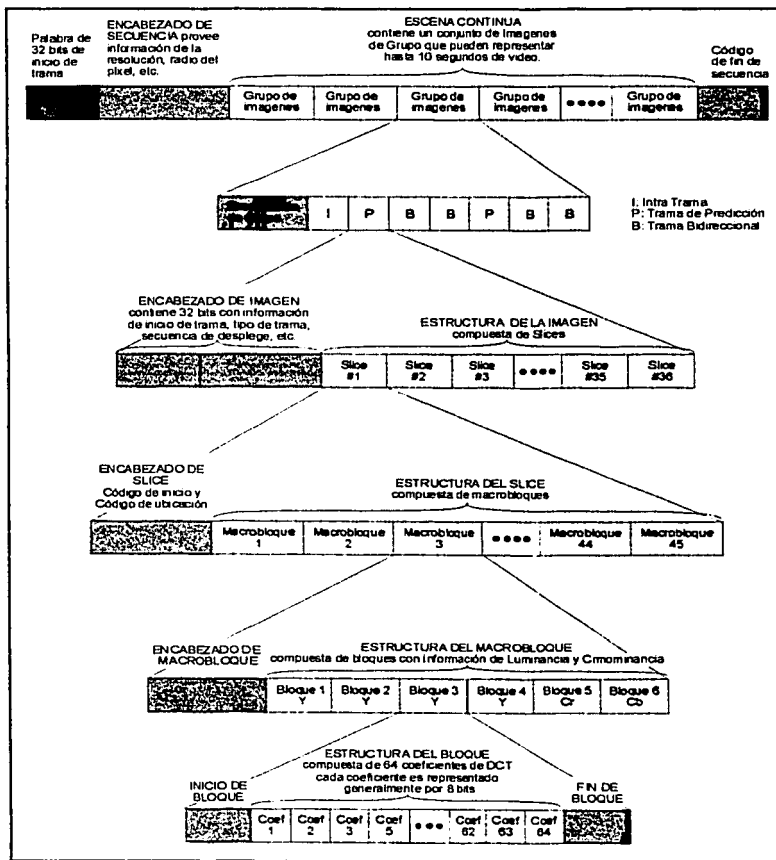 Palabra de
32 bits de
inicio de
trama
ENCABEZADO DE
SECUENCIA provee
información de la
resolución, radio del
pixel, etc.
ESCENA CONTINUA
contiene un conjunto de Imagenes
de Grupo que pueden representar
hasta 10 segundos de video.
Código
de fin de
secuencia
Grupo de
imagenes
Grupo de
imagenes
Grupo de
imagenes
Grupo de
imagenes
Grupo de
imagenes
I
P
B
B
P
B
B
I: Intra Trama
P: Trama de Predicción
B: Trama Bidireccional
ENCABEZADO DE IMAGEN
contiene 32 bits con información
de inicio de trama, tipo de trama,
secuencia de desplege, etc.
ESTRUCTURA DE LA IMAGEN
compuesta de Slices
Slice
#1
Slice
#2
Slice
#3
Slice
#35
Slice
#36
ENCABEZADO DE
SLICE
Código de inicio y
Código de ubicación
ESTRUCTURA DEL SLICE
compuesta de macrobloques
Macrobloque
1
Macrobloque
2
Macrobloque
3
Macrobloque
44
Macrobloque
45
ENCABEZADO DE
MACROBLOQUE
ESTRUCTURA DEL MACROBLOQUE
compuesta de bloques con Información de Luminancia y Crmominancia
Bloque 1
Y
Bloque 2
Y
Bloque 3
Y
Bloque 4
Y
Bloque 5
Cr
Bloque 6
Cb
ESTRUCTURA DEL BLOQUE
compuesta de 64 coeficientes de DCT
cada coeficiente es representado
generalmente por 8 bits
INICIO DE
BLOQUE
FIN DE
BLOQUE
Coef
1
Coef
2
Coef
3
Coef
5
Coef
62
Coef
63
Coef
64